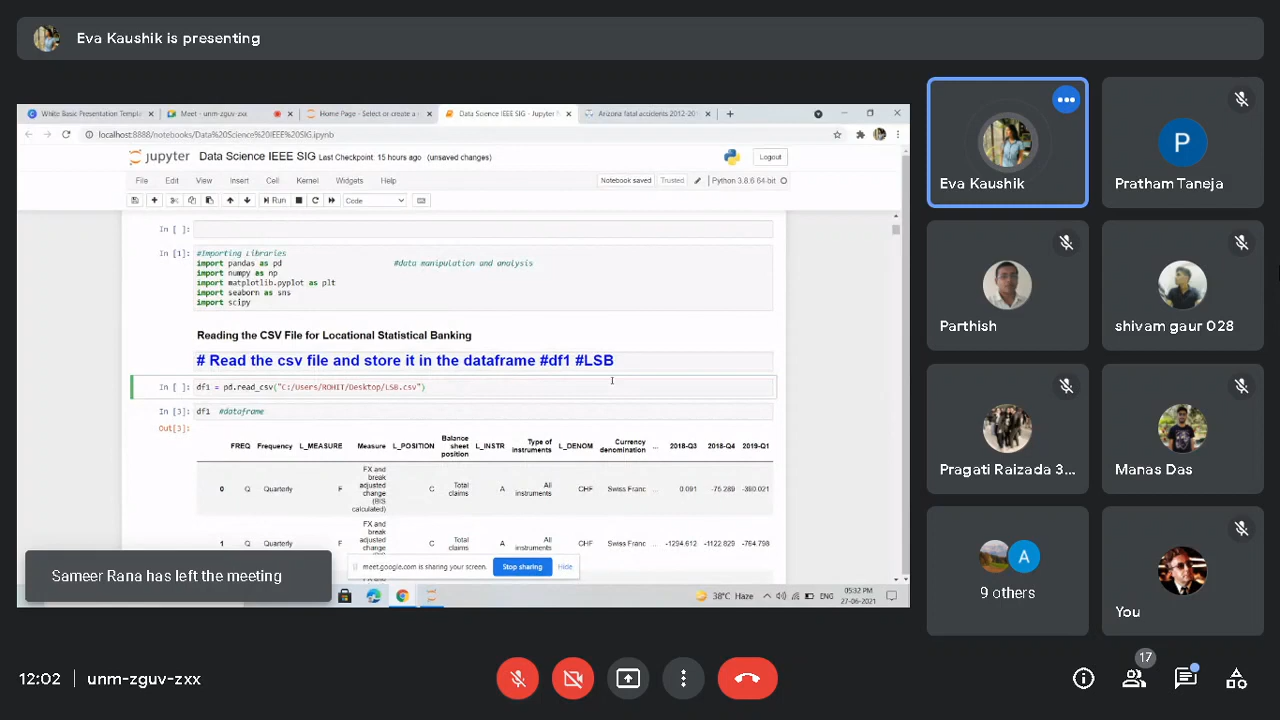 Eva Kaushik is presenting
White Basic Presentation Templat
Meet - unm-zguv-zxx
Home Page - Select or create a n
Data Science IEEE SIG - Jupyter N
Arizona fatal accidents 2012-20
localhost:8888/notebooks/Data%20Science%20IEEE%20SIG.ipynb
jupyter Data Science IEEE SIG Last Checkpoint: 15 hours ago (unsaved changes)
Logout
File Edit View Insert Cell Kernel Widgets Help
Notebook saved Trusted Python 3.8.6 64-bit
Run Code
In [ ]:
In [1]: #Importing Libraries
import pandas as pd #data manipulation and analysis
import numpy as np
import matplotlib.pyplot as plt
import seaborn as sns
import scipy
Reading the CSV File for Locational Statistical Banking
# Read the csv file and store it in the dataframe #df1 #LSB
In [ ]: df1 = pd.read_csv("C:/Users/ROHIT/Desktop/LSB.csv")
In [3]: df1 #dataframe
Out[3]:
FREQ Frequency L_MEASURE Measure L_POSITION Balance sheet position L_INSTR Type of instruments L_DENOM Currency denomination ... 2018-Q3 2018-Q4 2019-Q1
0 Q Quarterly F FX and break adjusted change (BIS calculated) C Total claims A All instruments CHF Swiss Franc ... 0.091 -75.289 -360.021
1 Q Quarterly F FX and break adjusted change C Total claims A All instruments CHF Swiss Franc ... -1294.612 -1122.829 -764.798
meet.google.com is sharing your screen.
Stop sharing
Hide
Sameer Rana has left the meeting
38°C Haze
ENG
05:32 PM
27-06-2021
Eva Kaushik
P
Pratham Taneja
Parthish
shivam gaur 028
Pragati Raizada 3...
Manas Das
A
9 others
You
12:02 | unm-zguv-zxx
17